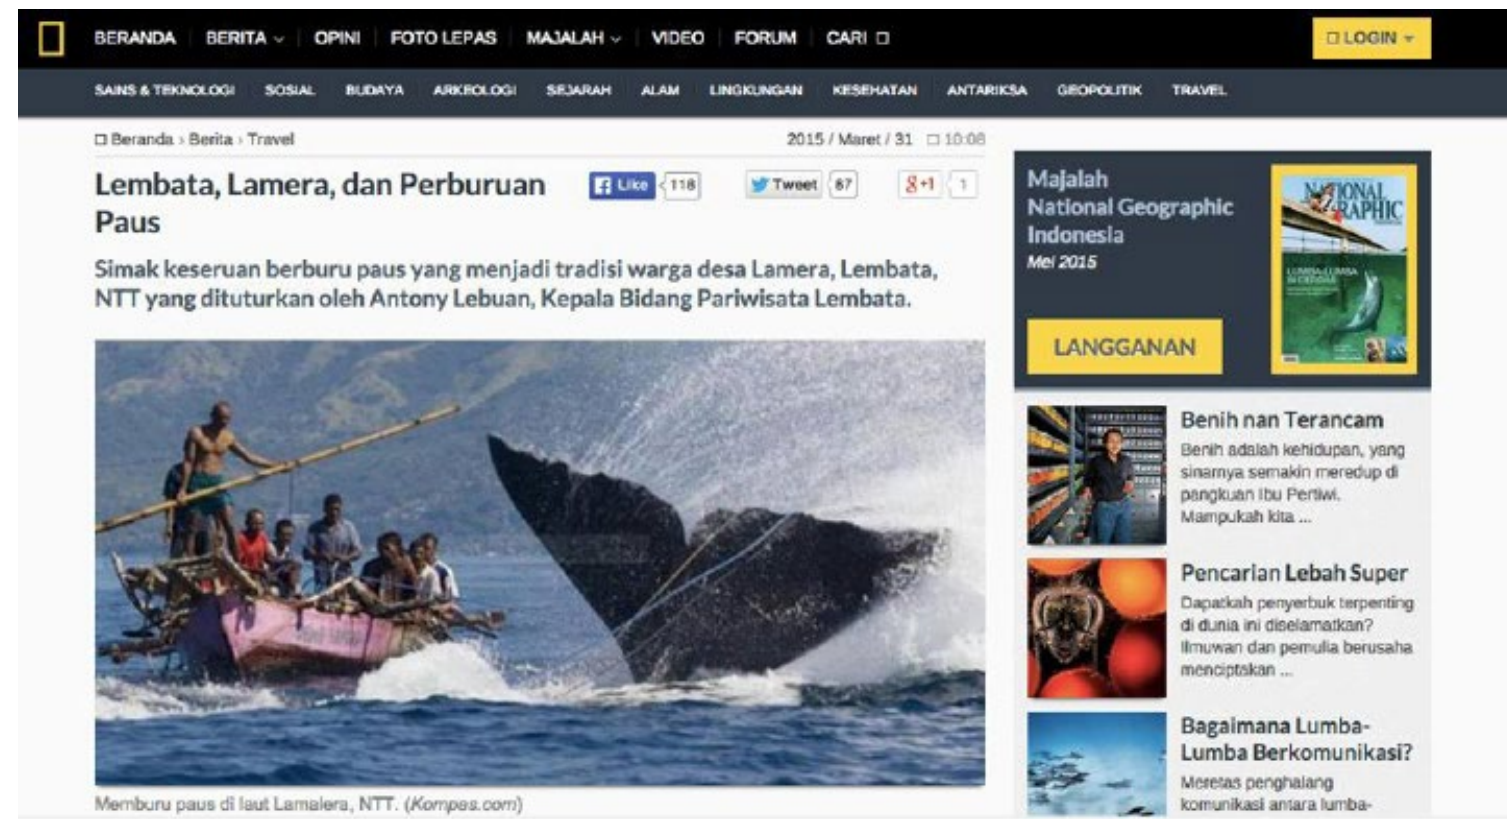 BERANDA BERITA OPINI FOTO LEPAS MAJALAH VIDEO FORUM CARI LOGIN
SAINS & TEKNOLOGI SOSIAL BUDAYA ARKEOLOGI SEJARAH ALAM LINGKUNGAN KESEHATAN ANTARIKSA GEOPOLITIK TRAVEL
Beranda › Berita › Travel 2015 / Maret / 31 10:08
Lembata, Lamera, dan Perburuan
Paus
Like 118 Tweet 87 +1 1
Simak keseruan berburu paus yang menjadi tradisi warga desa Lamera, Lembata,
NTT yang dituturkan oleh Antony Lebuan, Kepala Bidang Pariwisata Lembata.
Memburu paus di laut Lamalera, NTT. (Kompas.com)
Majalah
National Geographic
Indonesia
Mei 2015
LANGGANAN
NATIONAL
GRAPHIC
LUMBA-LUMBA
Benih nan Terancam
Benih adalah kehidupan, yang
sinarnya semakin meredup di
pangkuan Ibu Pertiwi.
Mampukah kita ...
Pencarian Lebah Super
Dapatkah penyerbuk terpenting
di dunia ini diselamatkan?
Ilmuwan dan pemulia berusaha
menciptakan ...
Bagaimana Lumba-
Lumba Berkomunikasi?
Meretas penghalang
komunikasi antara lumba-